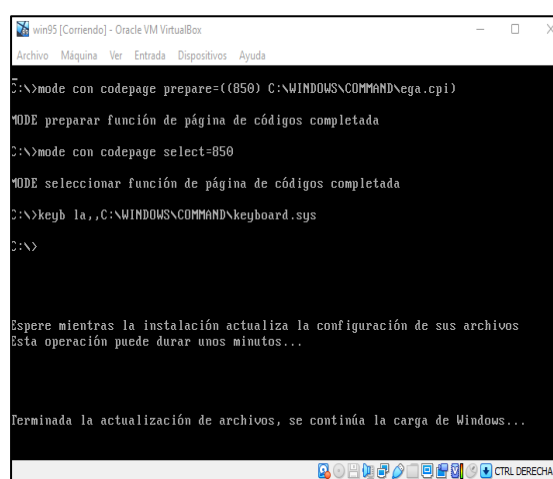 win95 [Corriendo] - Oracle VM VirtualBox
Archivo Máquina Ver Entrada Dispositivos Ayuda
C:\>mode con codepage prepare=((850) C:\WINDOWS\COMMAND\ega.cpi)
MODE preparar función de página de códigos completada
C:\>mode con codepage select=850
MODE seleccionar función de página de códigos completada
C:\>keyb la,,C:\WINDOWS\COMMAND\keyboard.sys
C:\>
Espere mientras la instalación actualiza la configuración de sus archivos
Esta operación puede durar unos minutos...
Terminada la actualización de archivos, se continúa la carga de Windows...
CTRL DERECHA